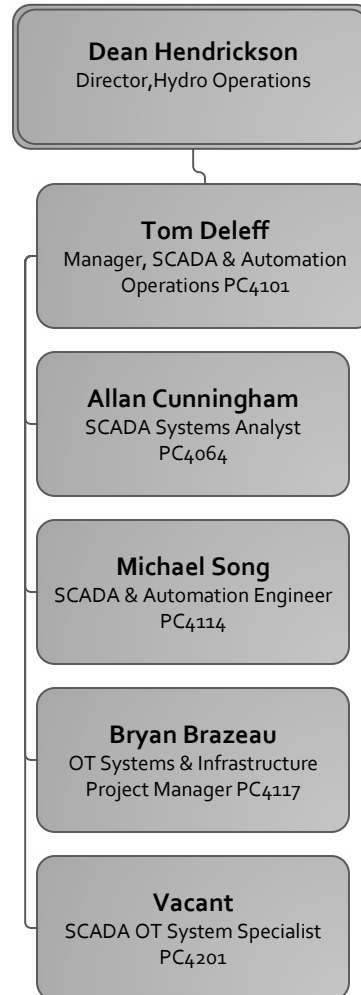 Dean Hendrickson
Director,Hydro Operations
Tom Deleff
Manager, SCADA & Automation
Operations PC4101
Allan Cunningham
SCADA Systems Analyst
PC4064
Michael Song
SCADA & Automation Engineer
PC4114
Bryan Brazeau
OT Systems & Infrastructure
Project Manager PC4117
Vacant
SCADA OT System Specialist
PC4201